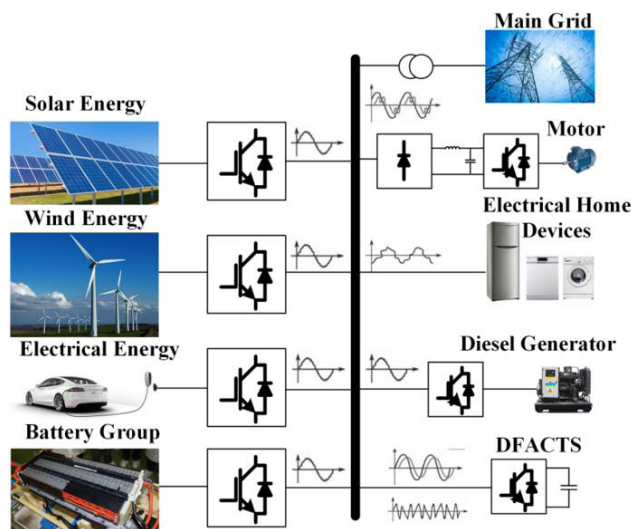 Main Grid
Solar Energy
Motor
Wind Energy
Electrical Home
Devices
Electrical Energy
Diesel Generator
Battery Group
DFACTS